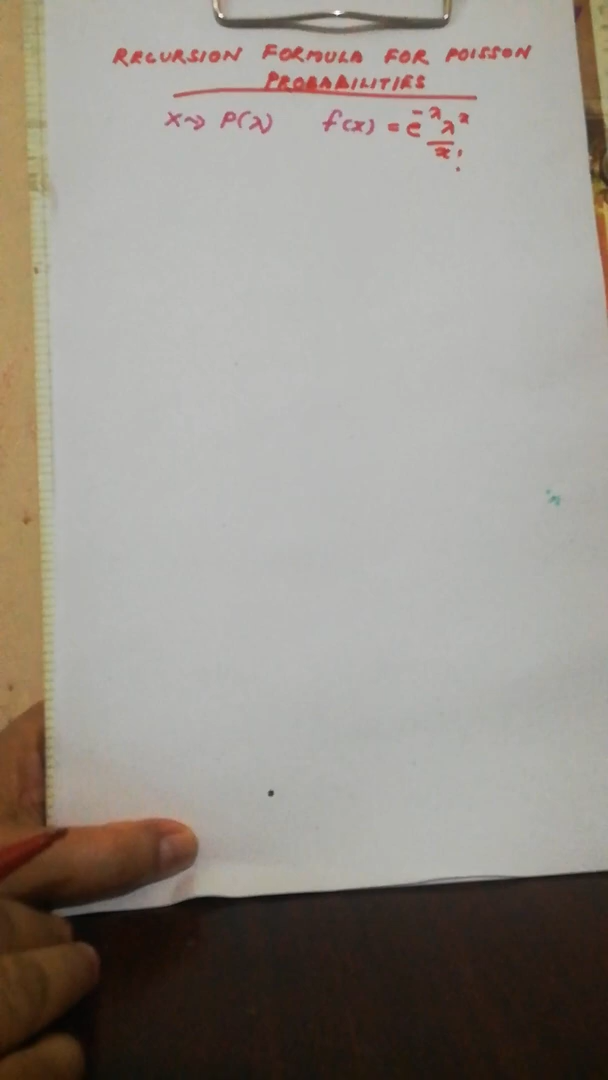 RECURSION FORMULA FOR POISSON
PROBABILITIES
X ~> P(λ) f(x) = e^-λ λ^x / x!